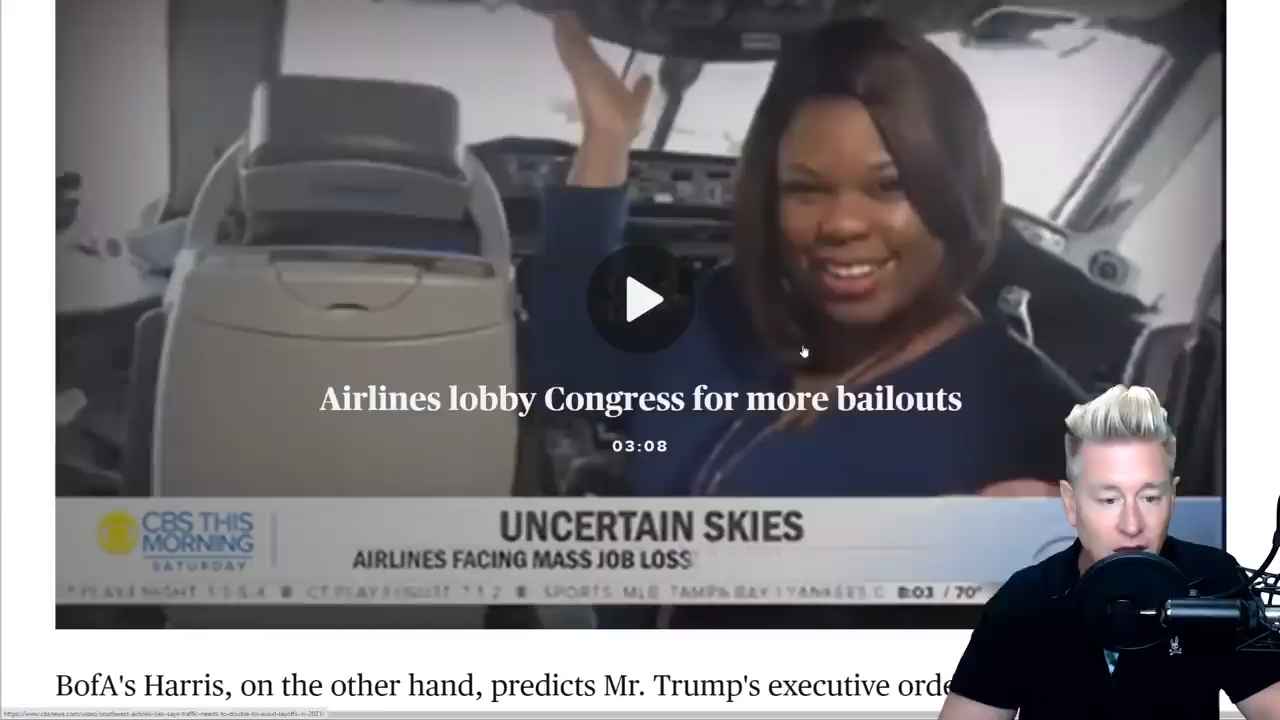 Airlines lobby Congress for more bailouts
03:08
CBS THIS
MORNING
SATURDAY
UNCERTAIN SKIES
AIRLINES FACING MASS JOB LOSS
SPORTS MLB TAMPA BAY 1 YANKEES 0 8:03 / 70°
BofA's Harris, on the other hand, predicts Mr. Trump's executive orde